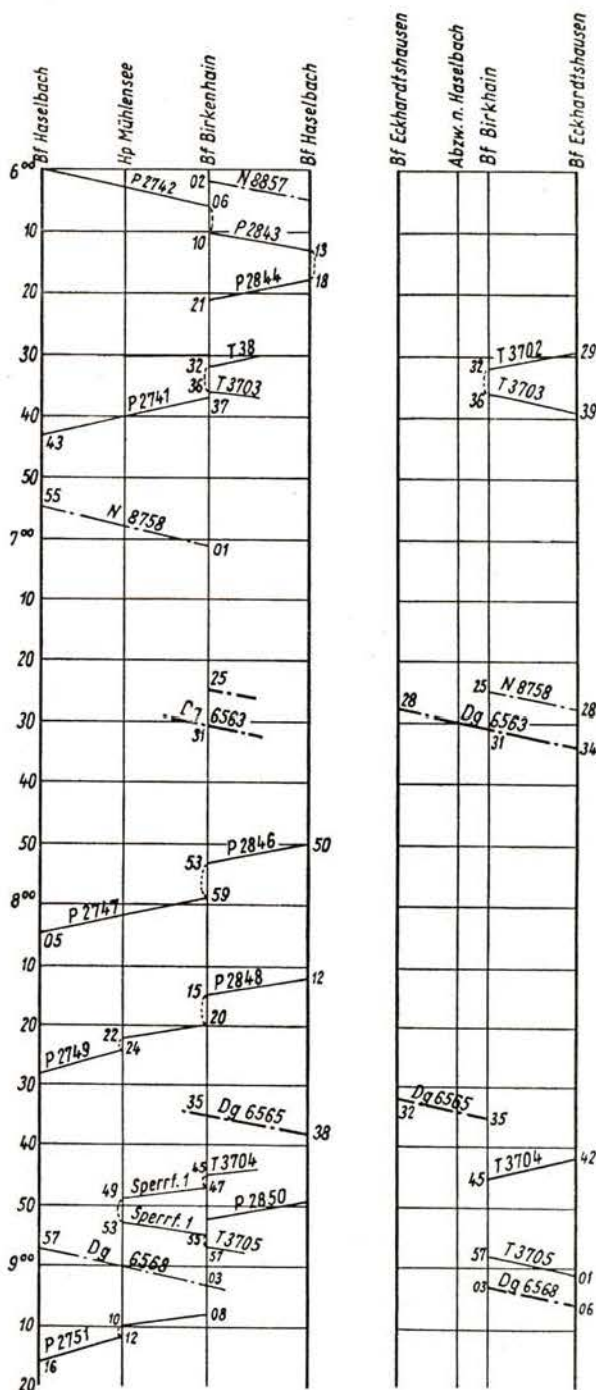 Bf Haselbach
Hp Mühlensee
Bf Birkenhain
Bf Haselbach
Bf Eckhardtshausen
Abzw. n. Haselbach
Bf Birkhain
Bf Eckhardtshausen
6⁰⁰
P 2742
02
N 8857
06
10
10
P 2843
13
P 2844
18
20
21
30
32
T 38
32
T 3702
29
36
T 3703
36
T 3703
39
P 2741
37
40
43
50
55
N 8758
7⁰⁰
01
10
20
25
25
N 8758
28
28
Dg 6563
31
34
30
6563
31
40
50
P 2846
50
53
8⁰⁰
59
P 2747
05
10
P 2848
12
15
20
20
22
24
P 2749
30
35
Dg 6565
38
Dg 6565
32
35
40
45
T 3704
42
45
T 3704
49
Sperrf. 1
47
50
P 2850
53
Sperrf. 1
55
T 3705
57
57
T 3705
01
57
Dg 6568
03
03
Dg 6568
06
9⁰⁰
10
10
08
P 2751
12
16
20